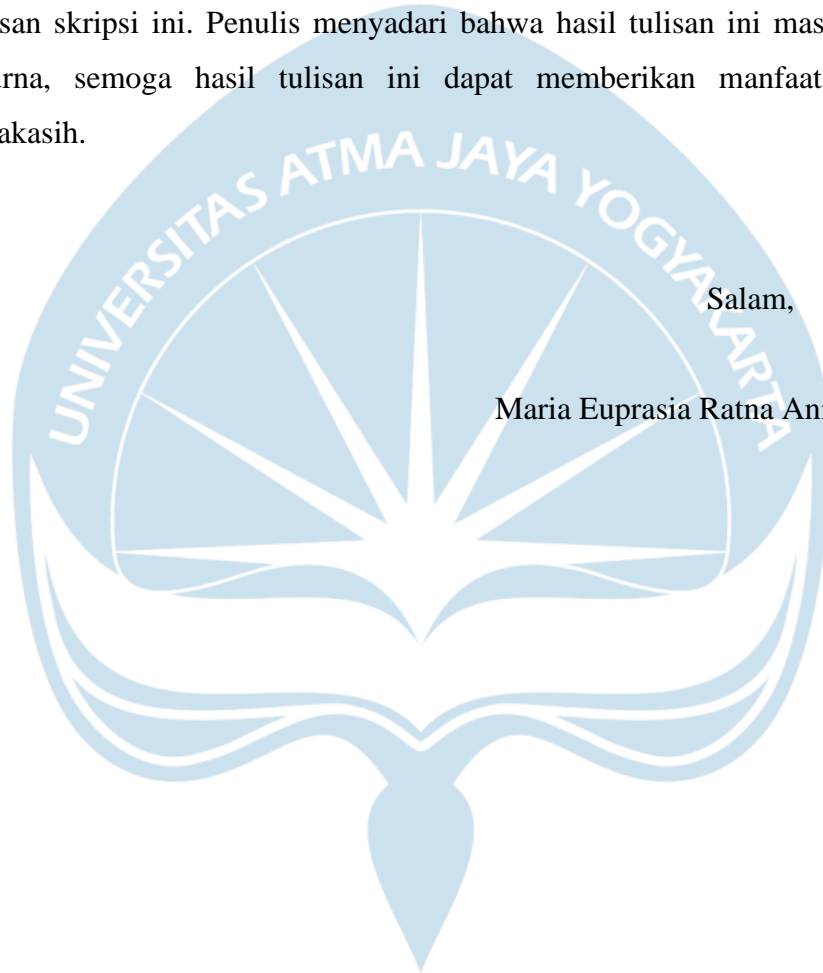 san skripsi ini. Penulis menyadari bahwa hasil tulisan ini mas
urna, semoga hasil tulisan ini dapat memberikan manfaat
akasih.
UNIVERSITAS ATMA JAYA YOGYAKARTA
Salam,
Maria Euprasia Ratna An